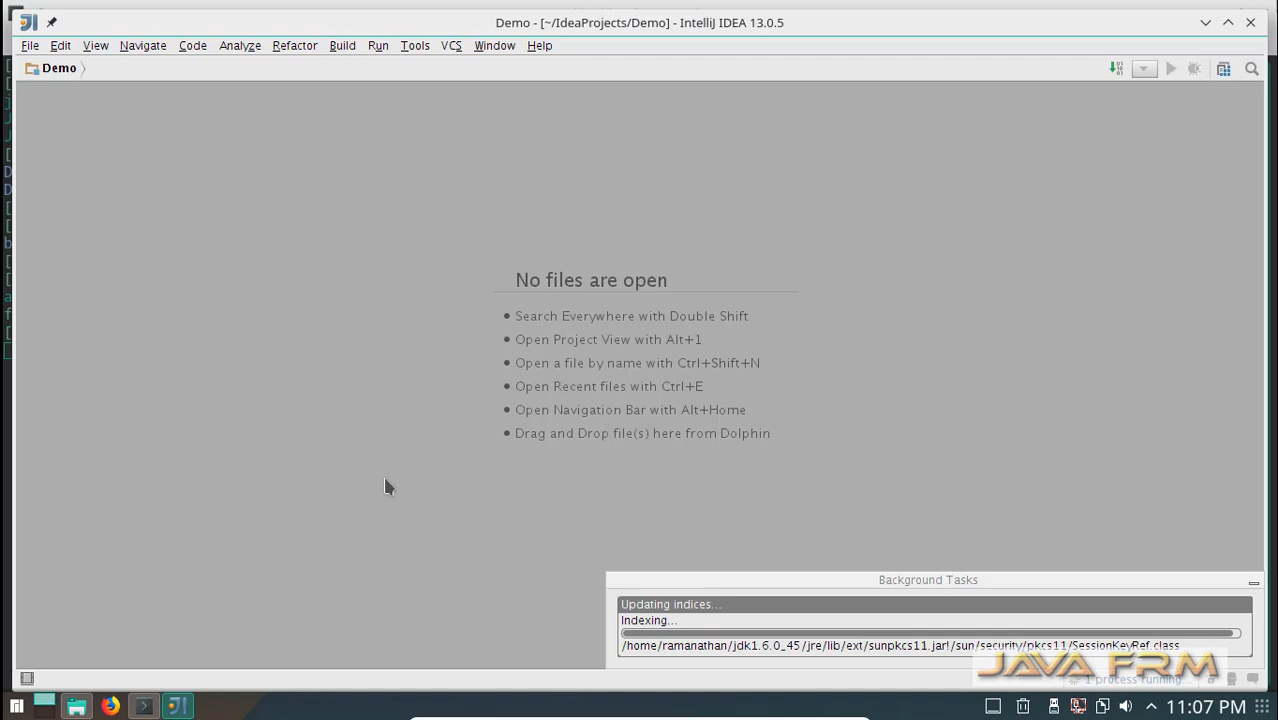 Demo - [~/IdeaProjects/Demo] - IntelliJ IDEA 13.0.5
File Edit View Navigate Code Analyze Refactor Build Run Tools VCS Window Help
Demo
No files are open
• Search Everywhere with Double Shift
• Open Project View with Alt+1
• Open a file by name with Ctrl+Shift+N
• Open Recent files with Ctrl+E
• Open Navigation Bar with Alt+Home
• Drag and Drop file(s) here from Dolphin
Background Tasks
Updating indices...
Indexing...
/home/ramanathan/jdk1.6.0_45/jre/lib/ext/sunpkcs11.jar!/sun/security/pkcs11/SessionKeyRef.class
JAVA FRM
1 process running...
11:07 PM